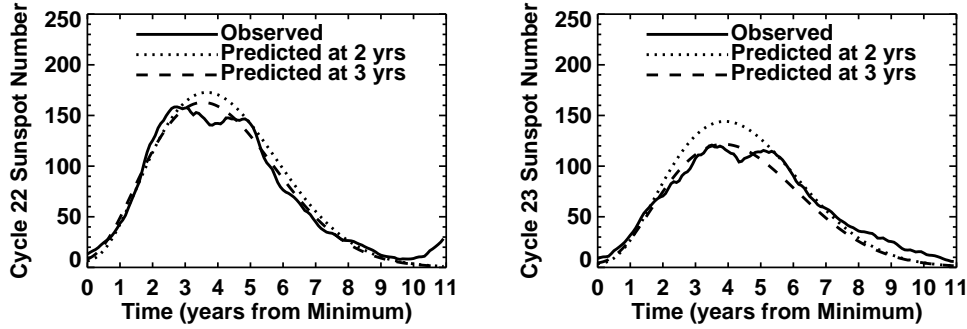 Cycle 22 Sunspot Number
250
200
150
100
50
0
Observed
Predicted at 2 yrs
Predicted at 3 yrs
0 1 2 3 4 5 6 7 8 9 10 11
Time (years from Minimum)
Cycle 23 Sunspot Number
250
200
150
100
50
0
Observed
Predicted at 2 yrs
Predicted at 3 yrs
0 1 2 3 4 5 6 7 8 9 10 11
Time (years from Minimum)